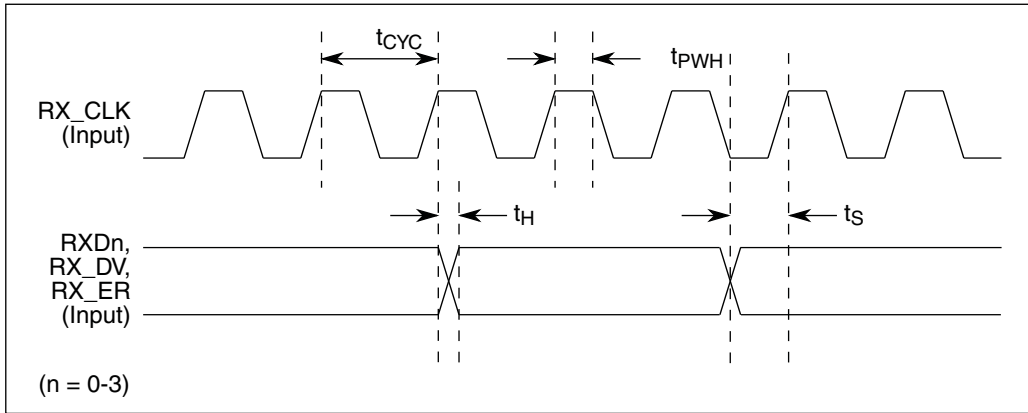 tCYC
tPWH
RX_CLK
(Input)
tH
tS
RXDn,
RX_DV,
RX_ER
(Input)
(n = 0-3)